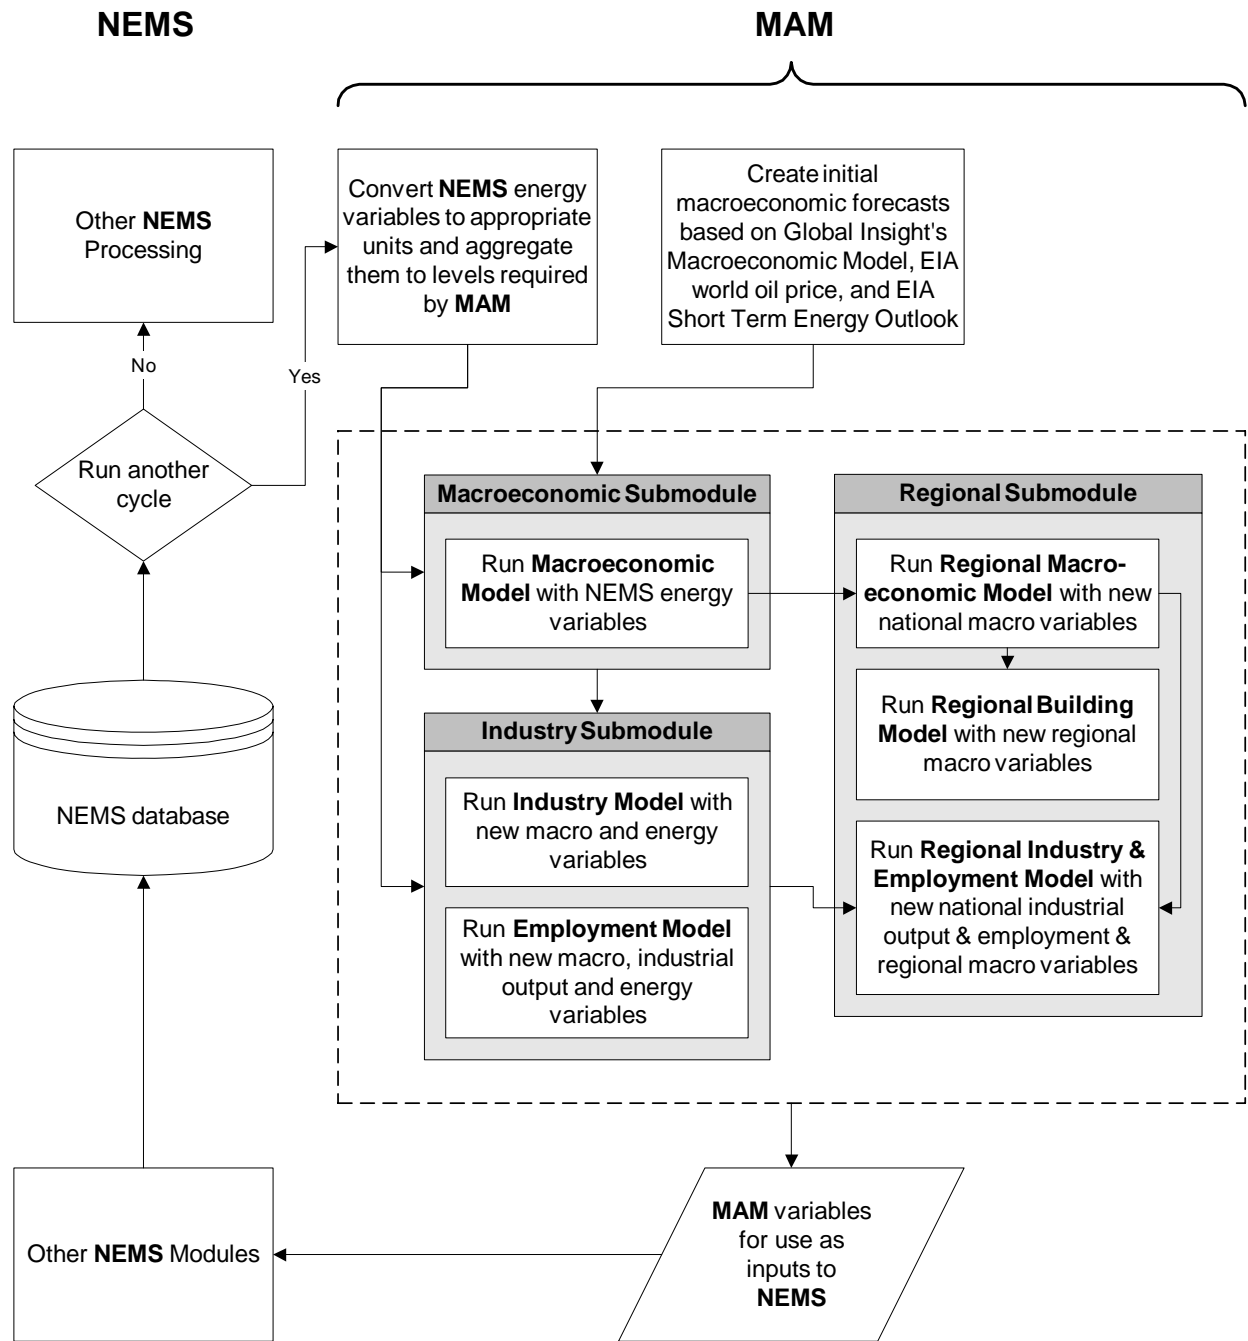 NEMS
MAM
Other NEMS
Processing
Convert NEMS energy
variables to appropriate
units and aggregate
them to levels required
by MAM
Create initial
macroeconomic forecasts
based on Global Insight's
Macroeconomic Model, EIA
world oil price, and EIA
Short Term Energy Outlook
No
Yes
Run another
cycle
Macroeconomic Submodule
Run Macroeconomic
Model with NEMS energy
variables
Regional Submodule
Run Regional Macro-
economic Model with new
national macro variables
Run Regional Building
Model with new regional
macro variables
Run Regional Industry &
Employment Model with
new national industrial
output & employment &
regional macro variables
Industry Submodule
Run Industry Model with
new macro and energy
variables
Run Employment Model
with new macro, industrial
output and energy
variables
NEMS database
Other NEMS Modules
MAM variables
for use as
inputs to
NEMS